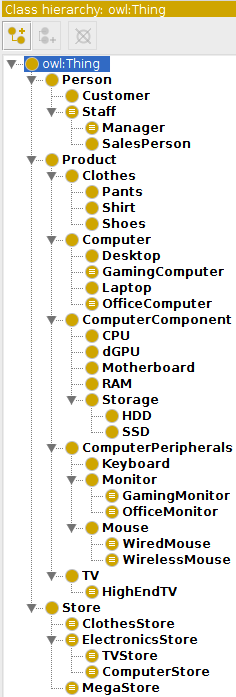 Class hierarchy: owl:Thing
owl:Thing
Person
Customer
Staff
Manager
SalesPerson
Product
Clothes
Pants
Shirt
Shoes
Computer
Desktop
GamingComputer
Laptop
OfficeComputer
ComputerComponent
CPU
dGPU
Motherboard
RAM
Storage
HDD
SSD
ComputerPeripherals
Keyboard
Monitor
GamingMonitor
OfficeMonitor
Mouse
WiredMouse
WirelessMouse
TV
HighEndTV
Store
ClothesStore
ElectronicsStore
TVStore
ComputerStore
MegaStore